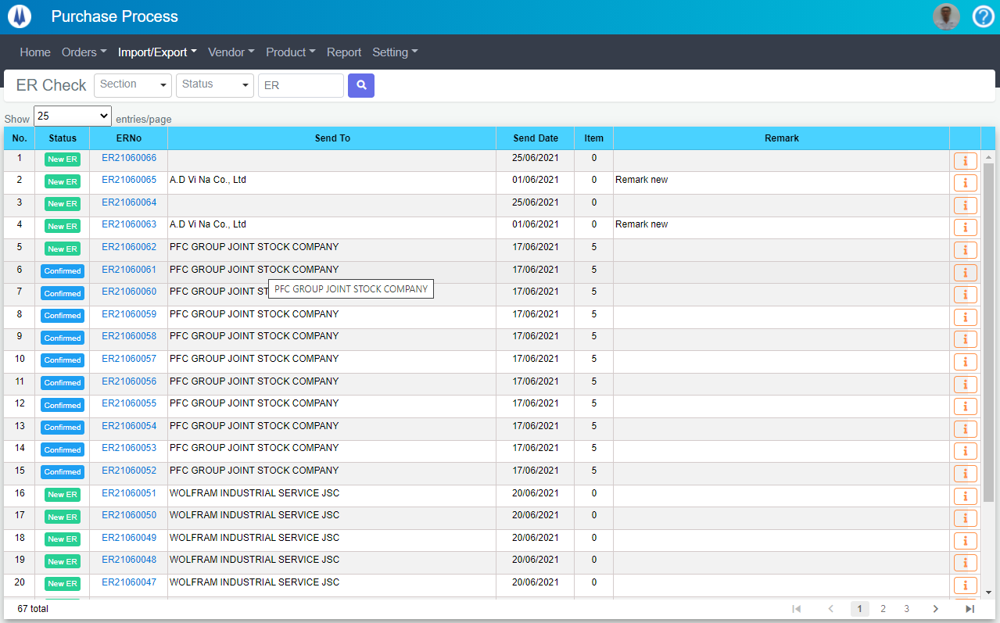 Purchase Process
Home Orders Import/Export Vendor Product Report Setting
ER Check Section Status ER
Show 25 entries/page
No. Status ERNo Send To Send Date Item Remark
1 New ER ER21060066 25/06/2021 0
2 New ER ER21060065 A.D Vi Na Co., Ltd 01/06/2021 0 Remark new
3 New ER ER21060064 25/06/2021 0
4 New ER ER21060063 A.D Vi Na Co., Ltd 01/06/2021 0 Remark new
5 New ER ER21060062 PFC GROUP JOINT STOCK COMPANY 17/06/2021 5
6 Confirmed ER21060061 PFC GROUP JOINT STOCK COMPANY 17/06/2021 5
PFC GROUP JOINT STOCK COMPANY
7 Confirmed ER21060060 PFC GROUP JOINT STOCK COMPANY 17/06/2021 5
8 Confirmed ER21060059 PFC GROUP JOINT STOCK COMPANY 17/06/2021 5
9 Confirmed ER21060058 PFC GROUP JOINT STOCK COMPANY 17/06/2021 5
10 Confirmed ER21060057 PFC GROUP JOINT STOCK COMPANY 17/06/2021 5
11 Confirmed ER21060056 PFC GROUP JOINT STOCK COMPANY 17/06/2021 5
12 Confirmed ER21060055 PFC GROUP JOINT STOCK COMPANY 17/06/2021 5
13 Confirmed ER21060054 PFC GROUP JOINT STOCK COMPANY 17/06/2021 5
14 Confirmed ER21060053 PFC GROUP JOINT STOCK COMPANY 17/06/2021 5
15 Confirmed ER21060052 PFC GROUP JOINT STOCK COMPANY 17/06/2021 5
16 New ER ER21060051 WOLFRAM INDUSTRIAL SERVICE JSC 20/06/2021 0
17 New ER ER21060050 WOLFRAM INDUSTRIAL SERVICE JSC 20/06/2021 0
18 New ER ER21060049 WOLFRAM INDUSTRIAL SERVICE JSC 20/06/2021 0
19 New ER ER21060048 WOLFRAM INDUSTRIAL SERVICE JSC 20/06/2021 0
20 New ER ER21060047 WOLFRAM INDUSTRIAL SERVICE JSC 20/06/2021 0
67 total 1 2 3